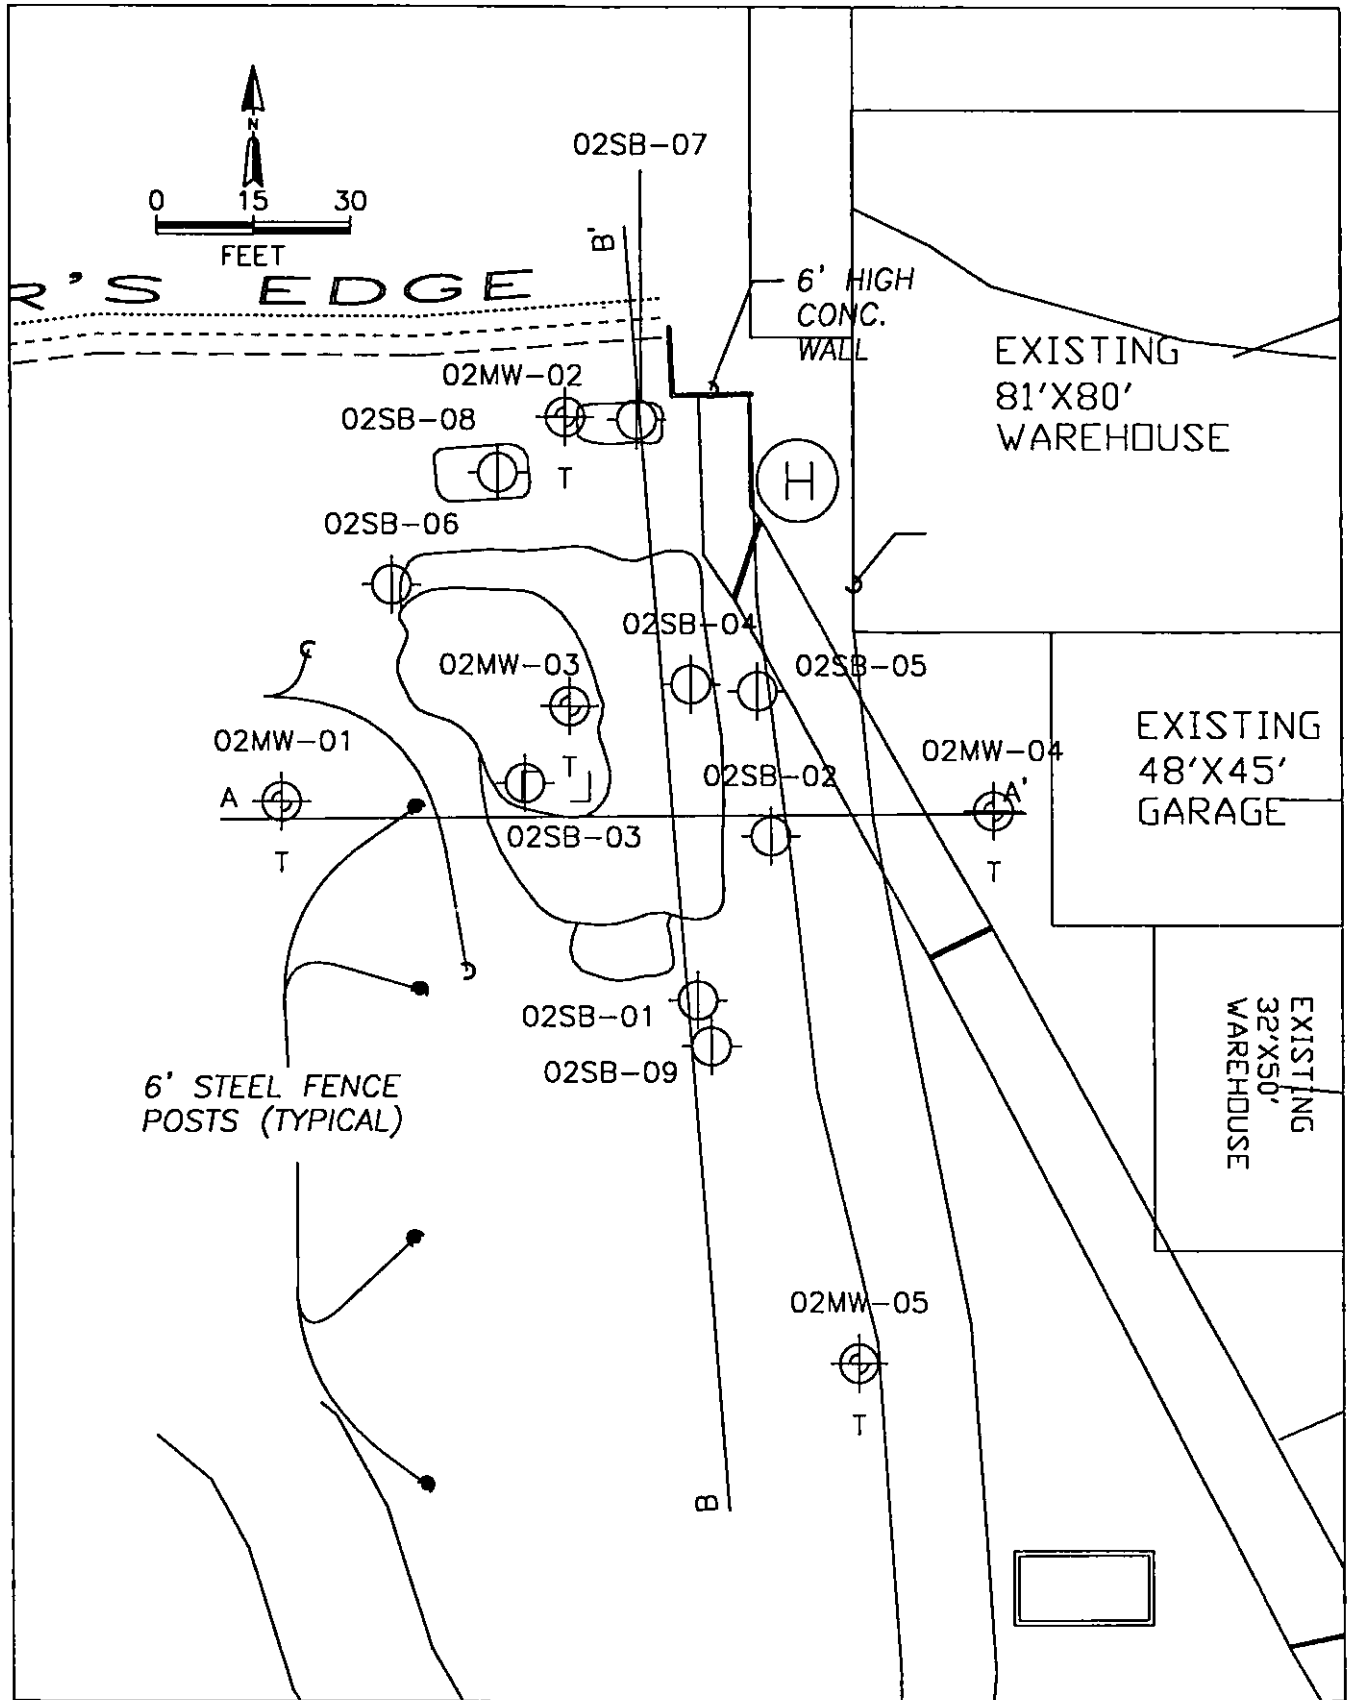 N
0 15 30
FEET
02SB-07
B'
R'S EDGE
6' HIGH
CONC.
WALL
EXISTING
81'X80'
WAREHOUSE
02MW-02
02SB-08
T
H
02SB-06
02SB-04
02MW-03
02SB-05
02MW-01
T
02SB-02
02MW-04
EXISTING
48'X45'
GARAGE
A
A'
02SB-03
T
T
02SB-01
02SB-09
EXISTING
32'X50'
WAREHOUSE
6' STEEL FENCE
POSTS (TYPICAL)
02MW-05
T
B